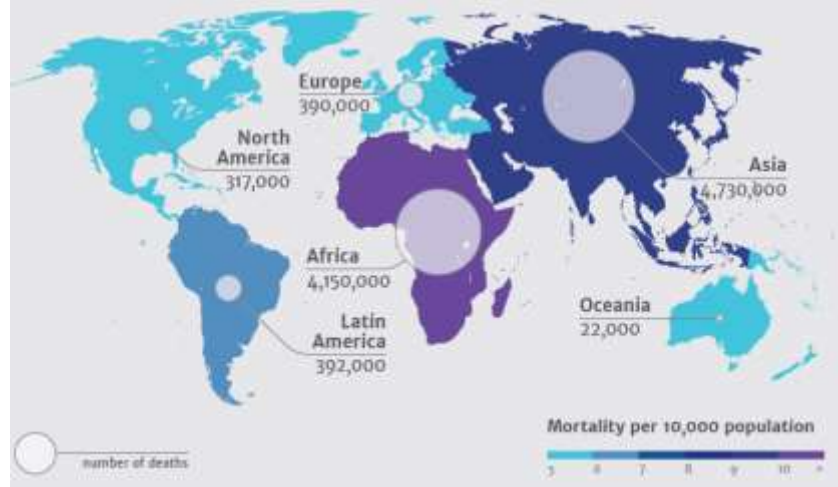 Europe
390,000
North
America
317,000
Asia
4,730,000
Africa
4,150,000
Oceania
22,000
Latin
America
392,000
Mortality per 10,000 population
number of deaths
5 6 7 8 9 10